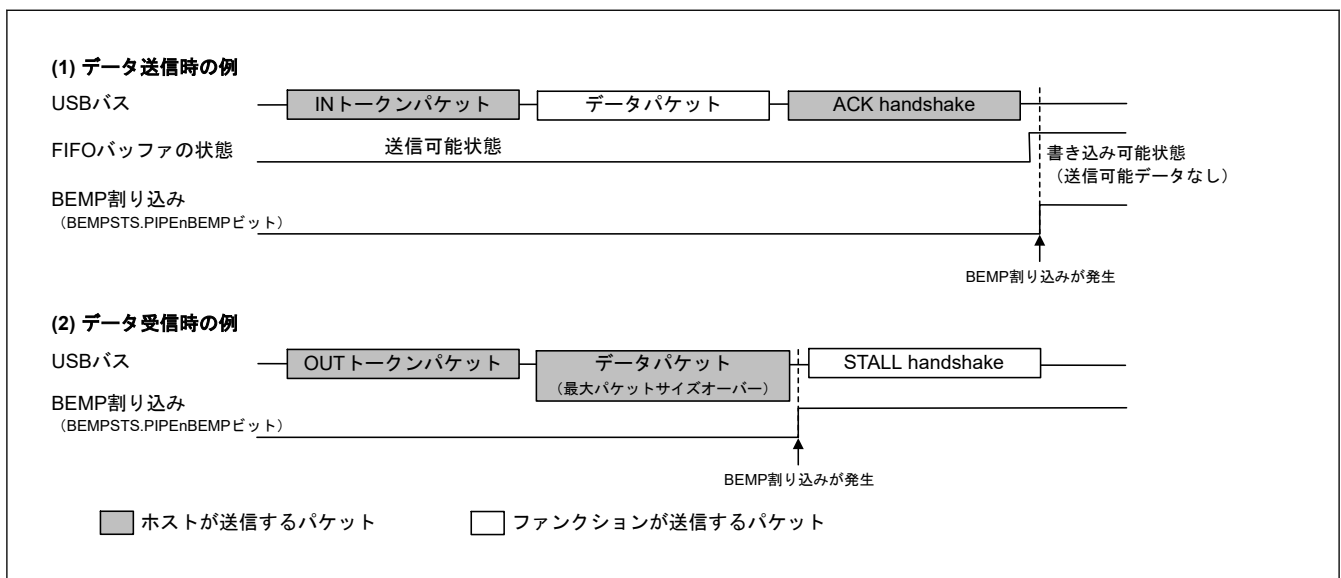 (1) データ送信時の例
USBバス
INトークンパケット
データパケット
ACK handshake
FIFOバッファの状態
送信可能状態
書き込み可能状態
（送信可能データなし）
BEMP割り込み
（BEMPSTS.PIPEnBEMPビット）
BEMP割り込みが発生
(2) データ受信時の例
USBバス
OUTトークンパケット
データパケット
（最大パケットサイズオーバー）
STALL handshake
BEMP割り込み
（BEMPSTS.PIPEnBEMPビット）
BEMP割り込みが発生
ホストが送信するパケット
ファンクションが送信するパケット